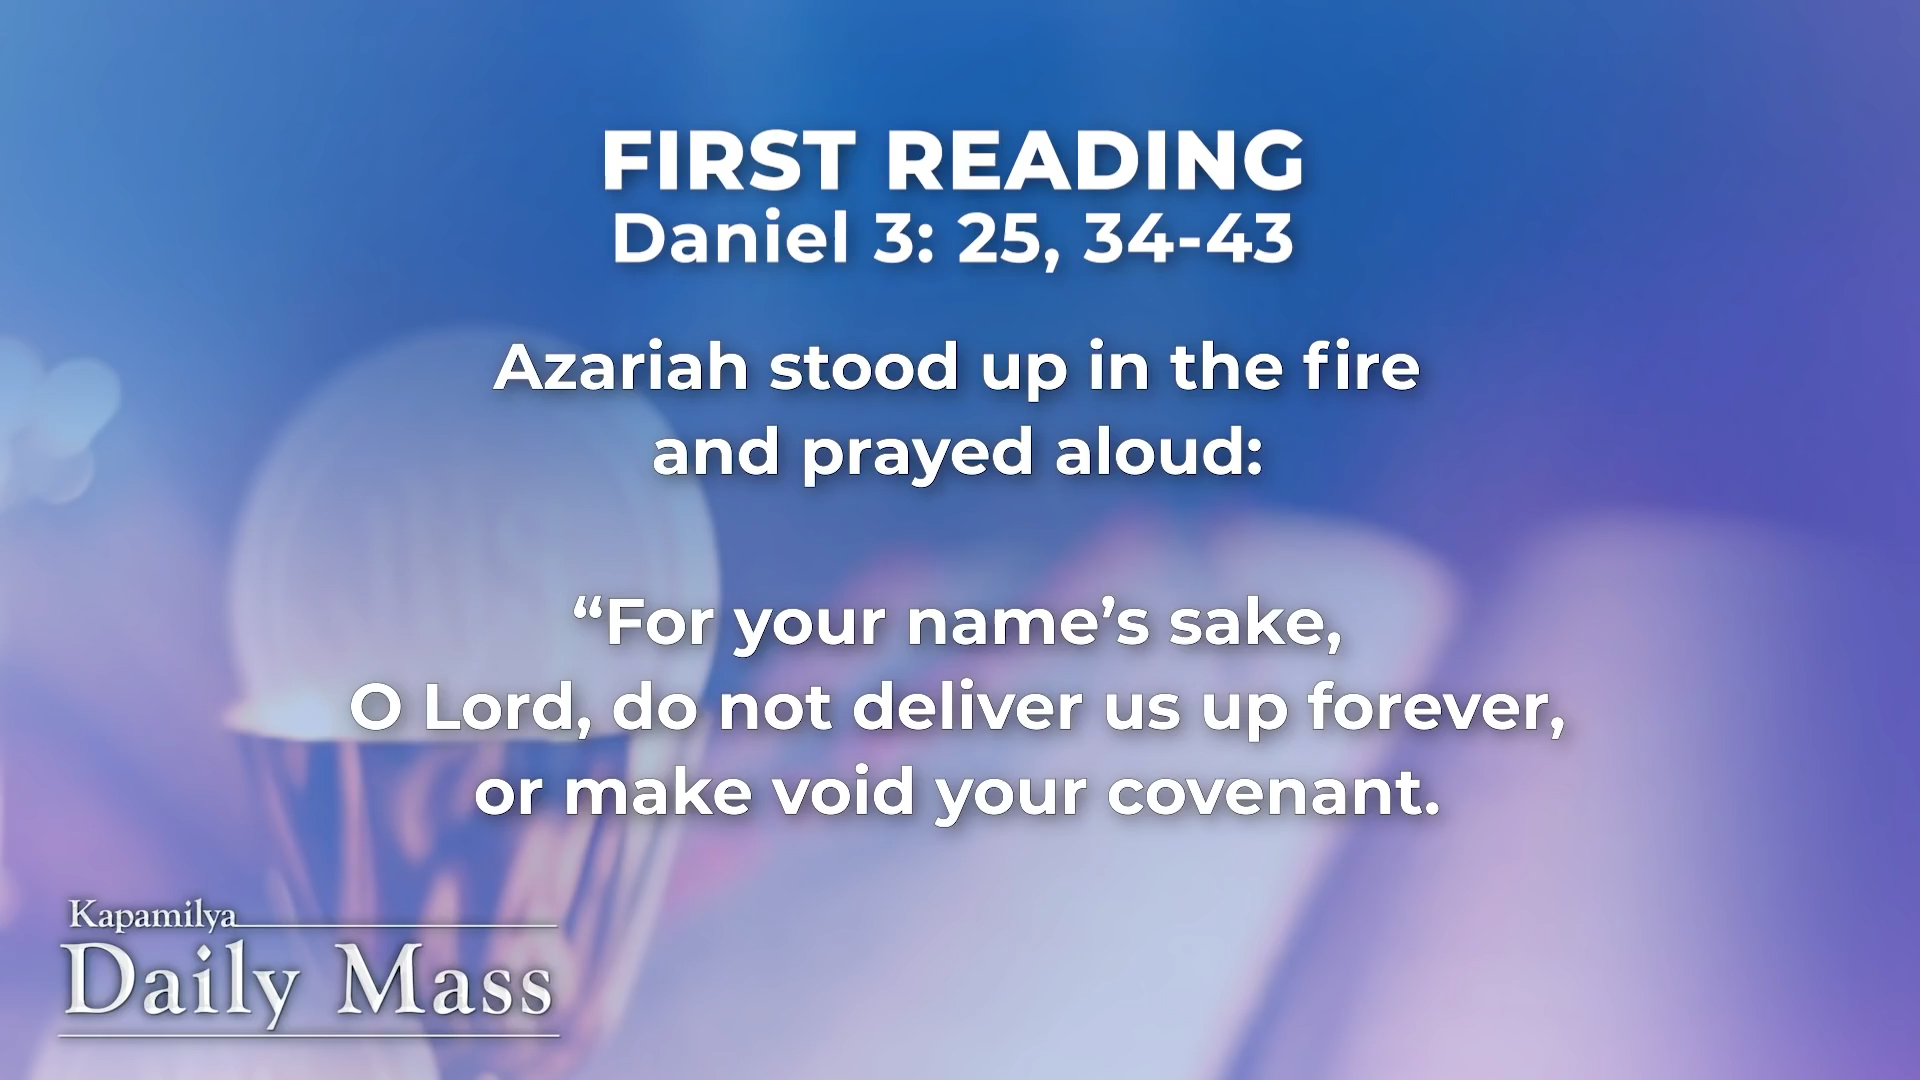 FIRST READING
Daniel 3: 25, 34-43
Azariah stood up in the fire
and prayed aloud:
“For your name’s sake,
O Lord, do not deliver us up forever,
or make void your covenant.
Kapamilya
Daily Mass